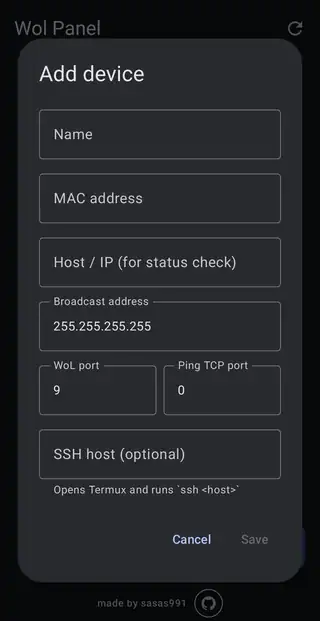 Wol Panel
Add device
Name
MAC address
Host / IP (for status check)
Broadcast address
255.255.255.255
WoL port
9
Ping TCP port
0
SSH host (optional)
Opens Termux and runs `ssh <host>`
Cancel
Save
made by sasas991